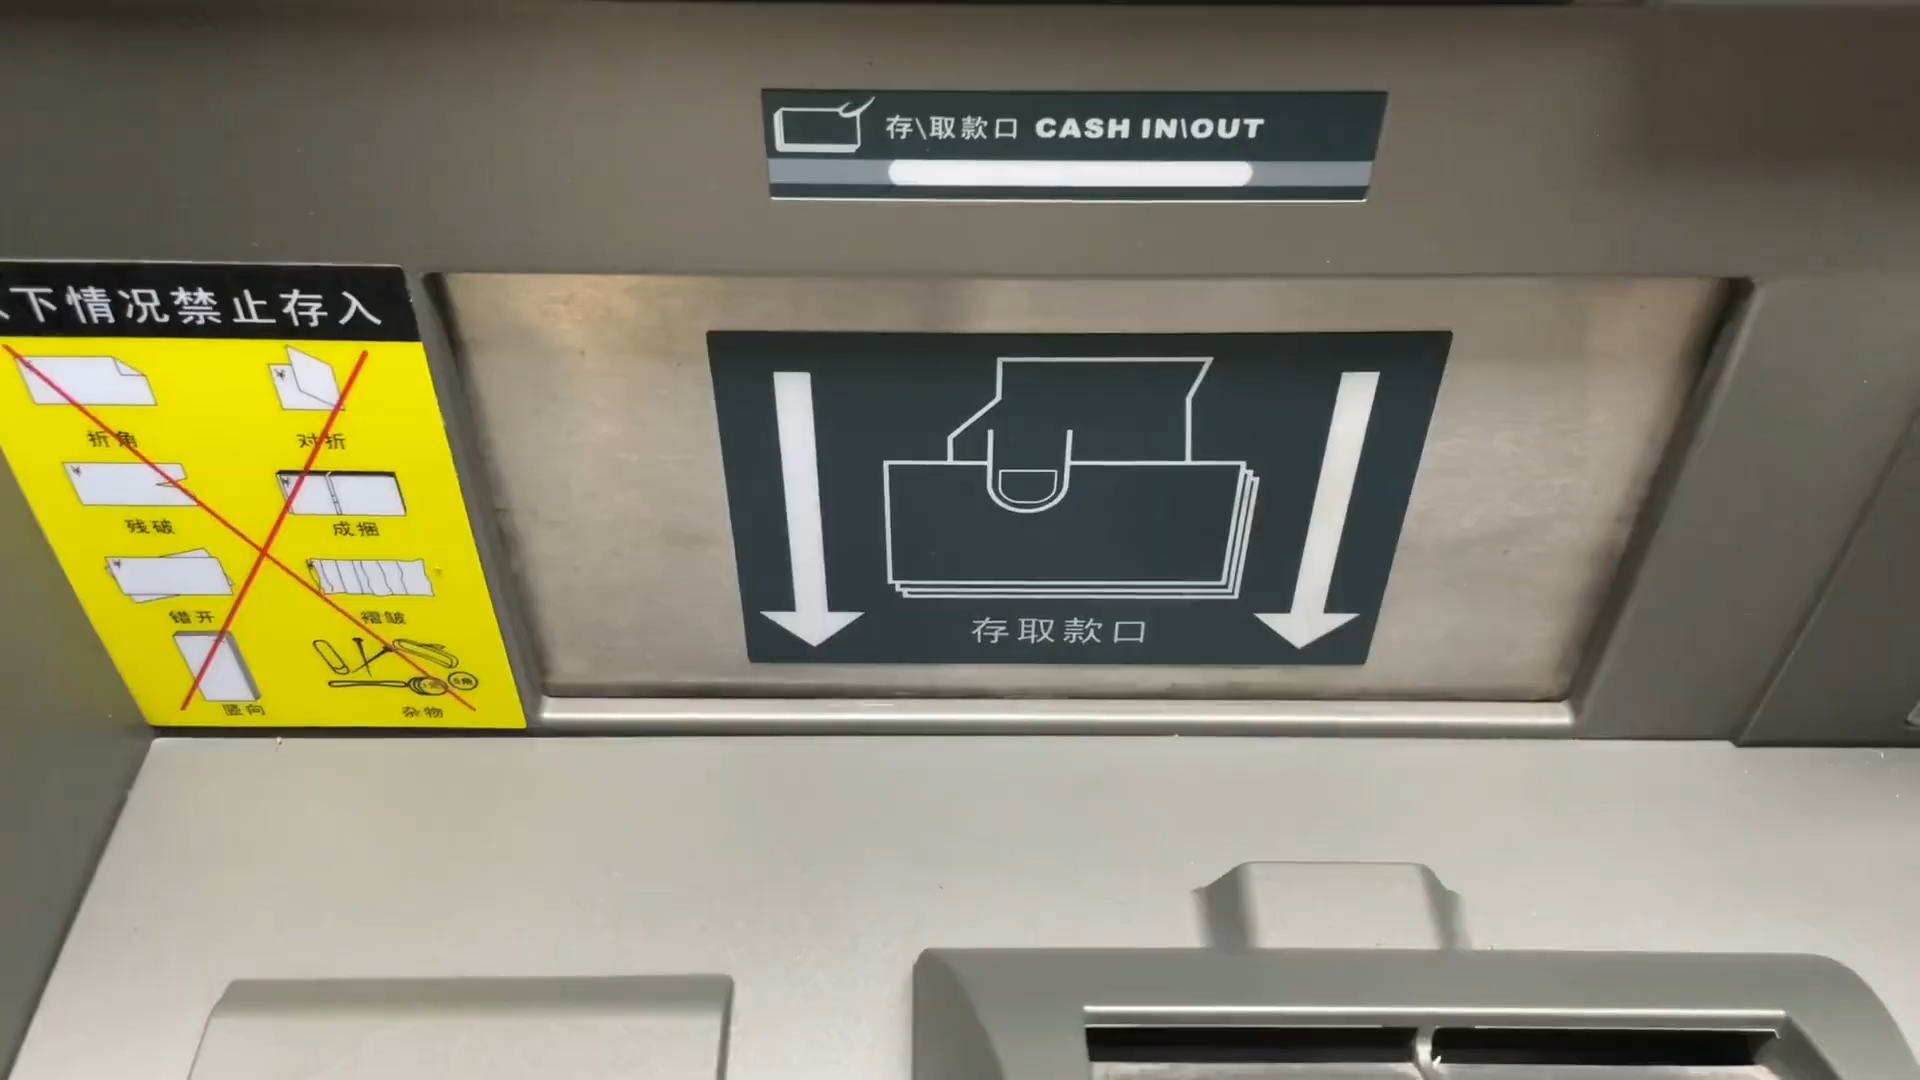 存\取款口 CASH IN\OUT
下情况禁止存入
折角
对折
残破
成捆
错开
褶皱
竖向
杂物
存取款口